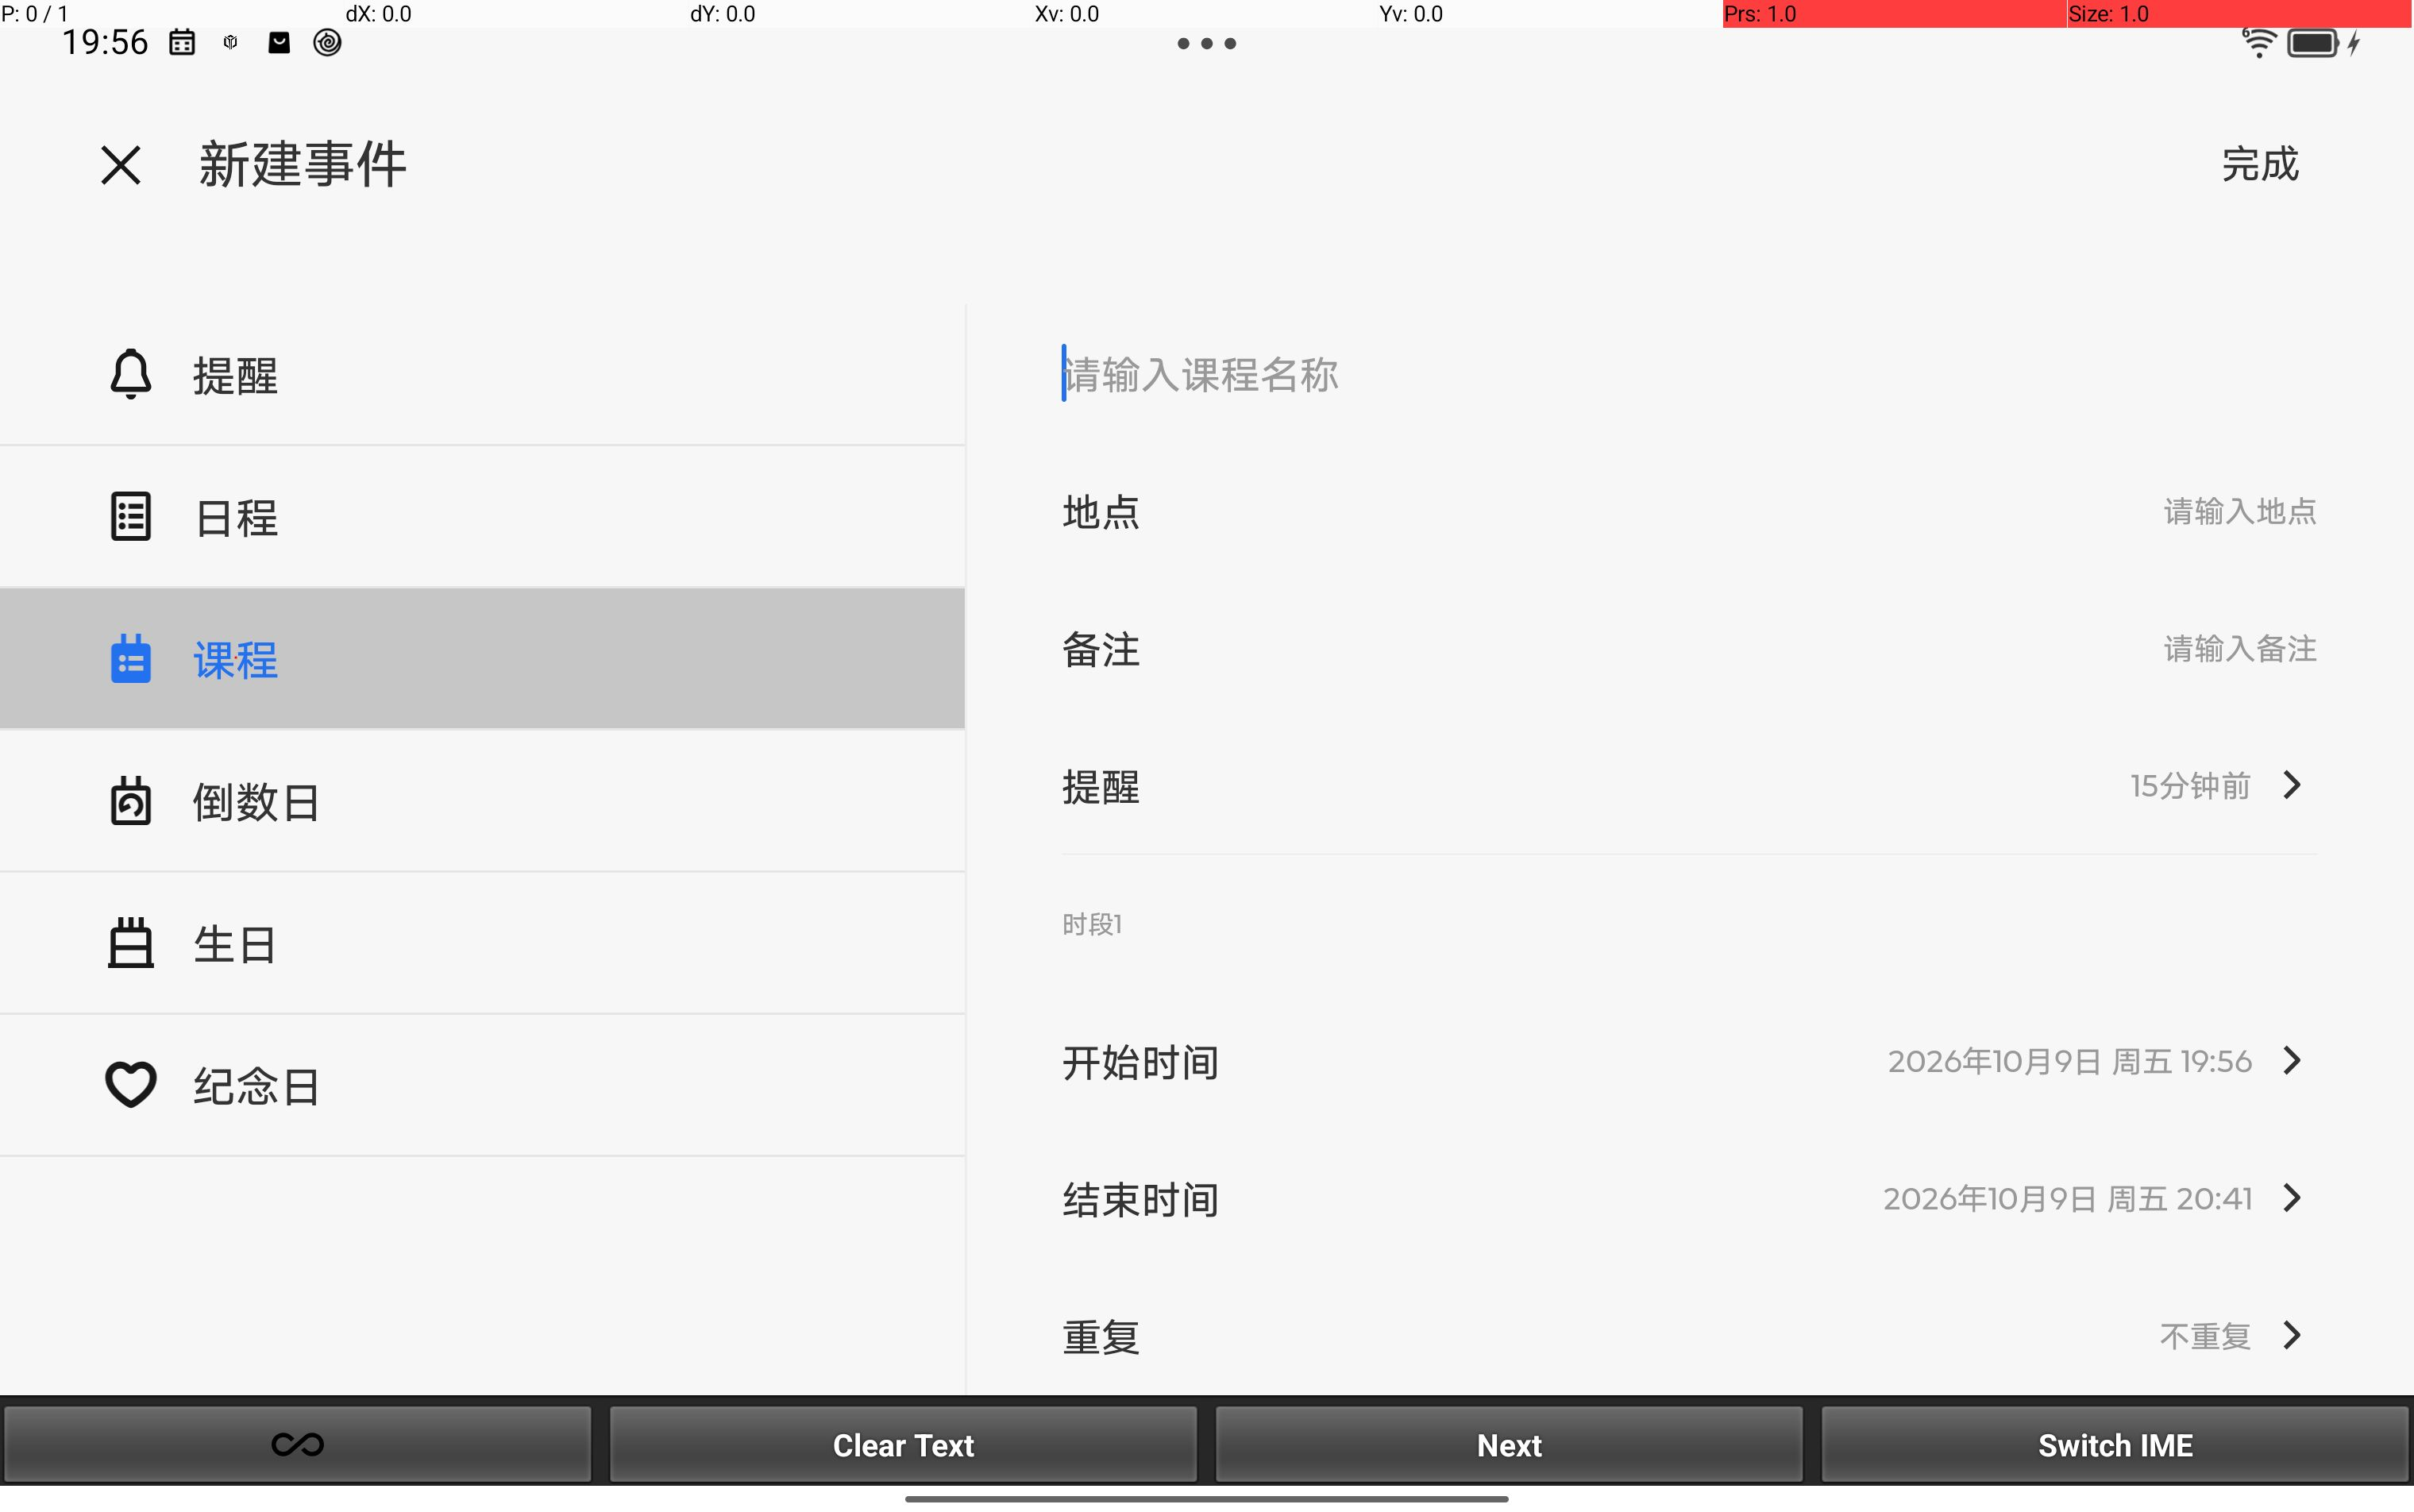 P: 0 / 1 dX: 0.0 dY: 0.0 Xv: 0.0 Yv: 0.0 Prs: 1.0 Size: 1.0
19:56
6
新建事件 完成
提醒
日程
课程
倒数日
生日
纪念日
请输入课程名称
地点 请输入地点
备注 请输入备注
提醒 15分钟前
时段1
开始时间 2026年10月9日 周五 19:56
结束时间 2026年10月9日 周五 20:41
重复 不重复
Clear Text Next Switch IME